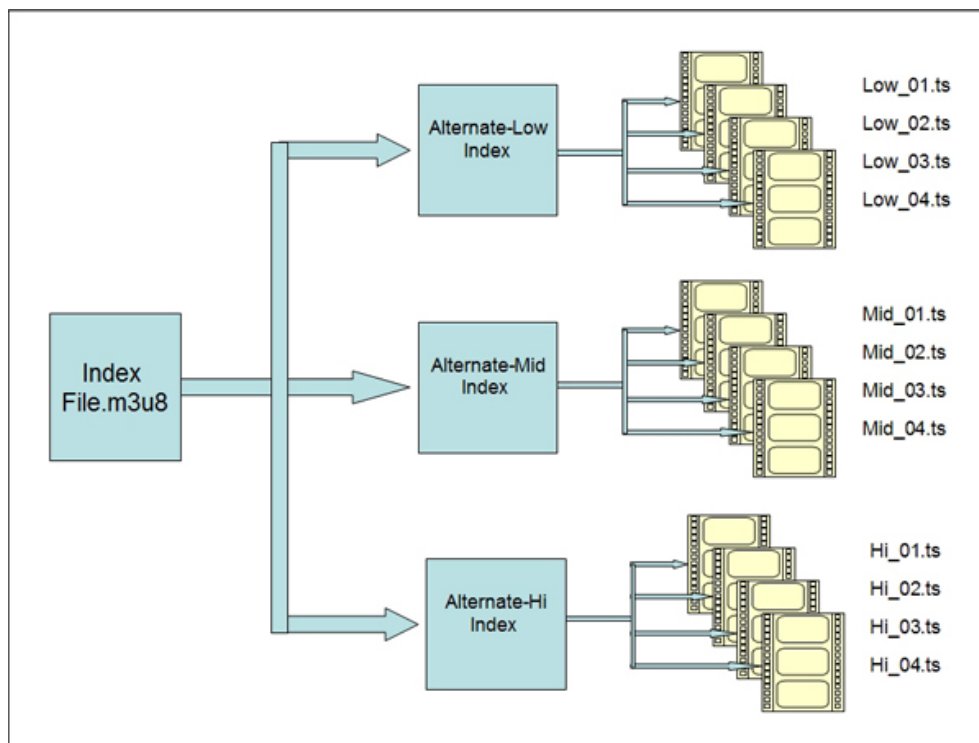 Index
File.m3u8
Alternate-Low
Index
Low_01.ts
Low_02.ts
Low_03.ts
Low_04.ts
Alternate-Mid
Index
Mid_01.ts
Mid_02.ts
Mid_03.ts
Mid_04.ts
Alternate-Hi
Index
Hi_01.ts
Hi_02.ts
Hi_03.ts
Hi_04.ts